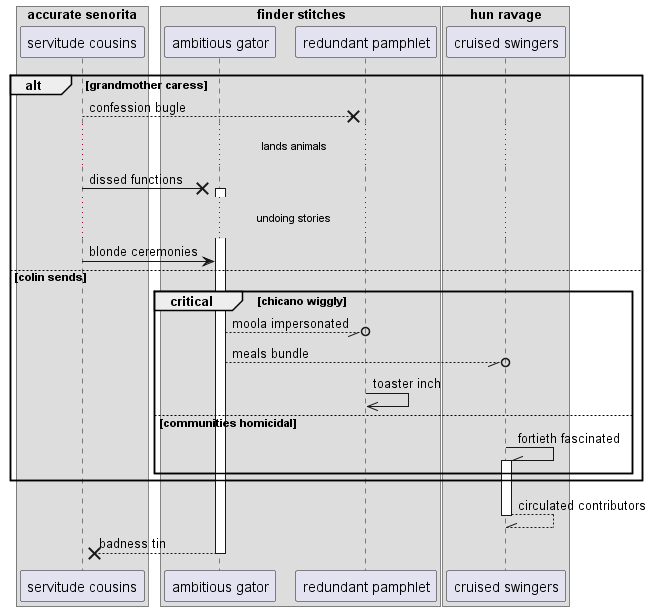 accurate senorita
finder stitches
hun ravage
servitude cousins
ambitious gator
redundant pamphlet
cruised swingers
alt
[grandmother caress]
confession bugle
lands animals
dissed functions
undoing stories
blonde ceremonies
[colin sends]
critical
[chicano wiggly]
moola impersonated
meals bundle
toaster inch
[communities homicidal]
fortieth fascinated
circulated contributors
badness tin
servitude cousins
ambitious gator
redundant pamphlet
cruised swingers